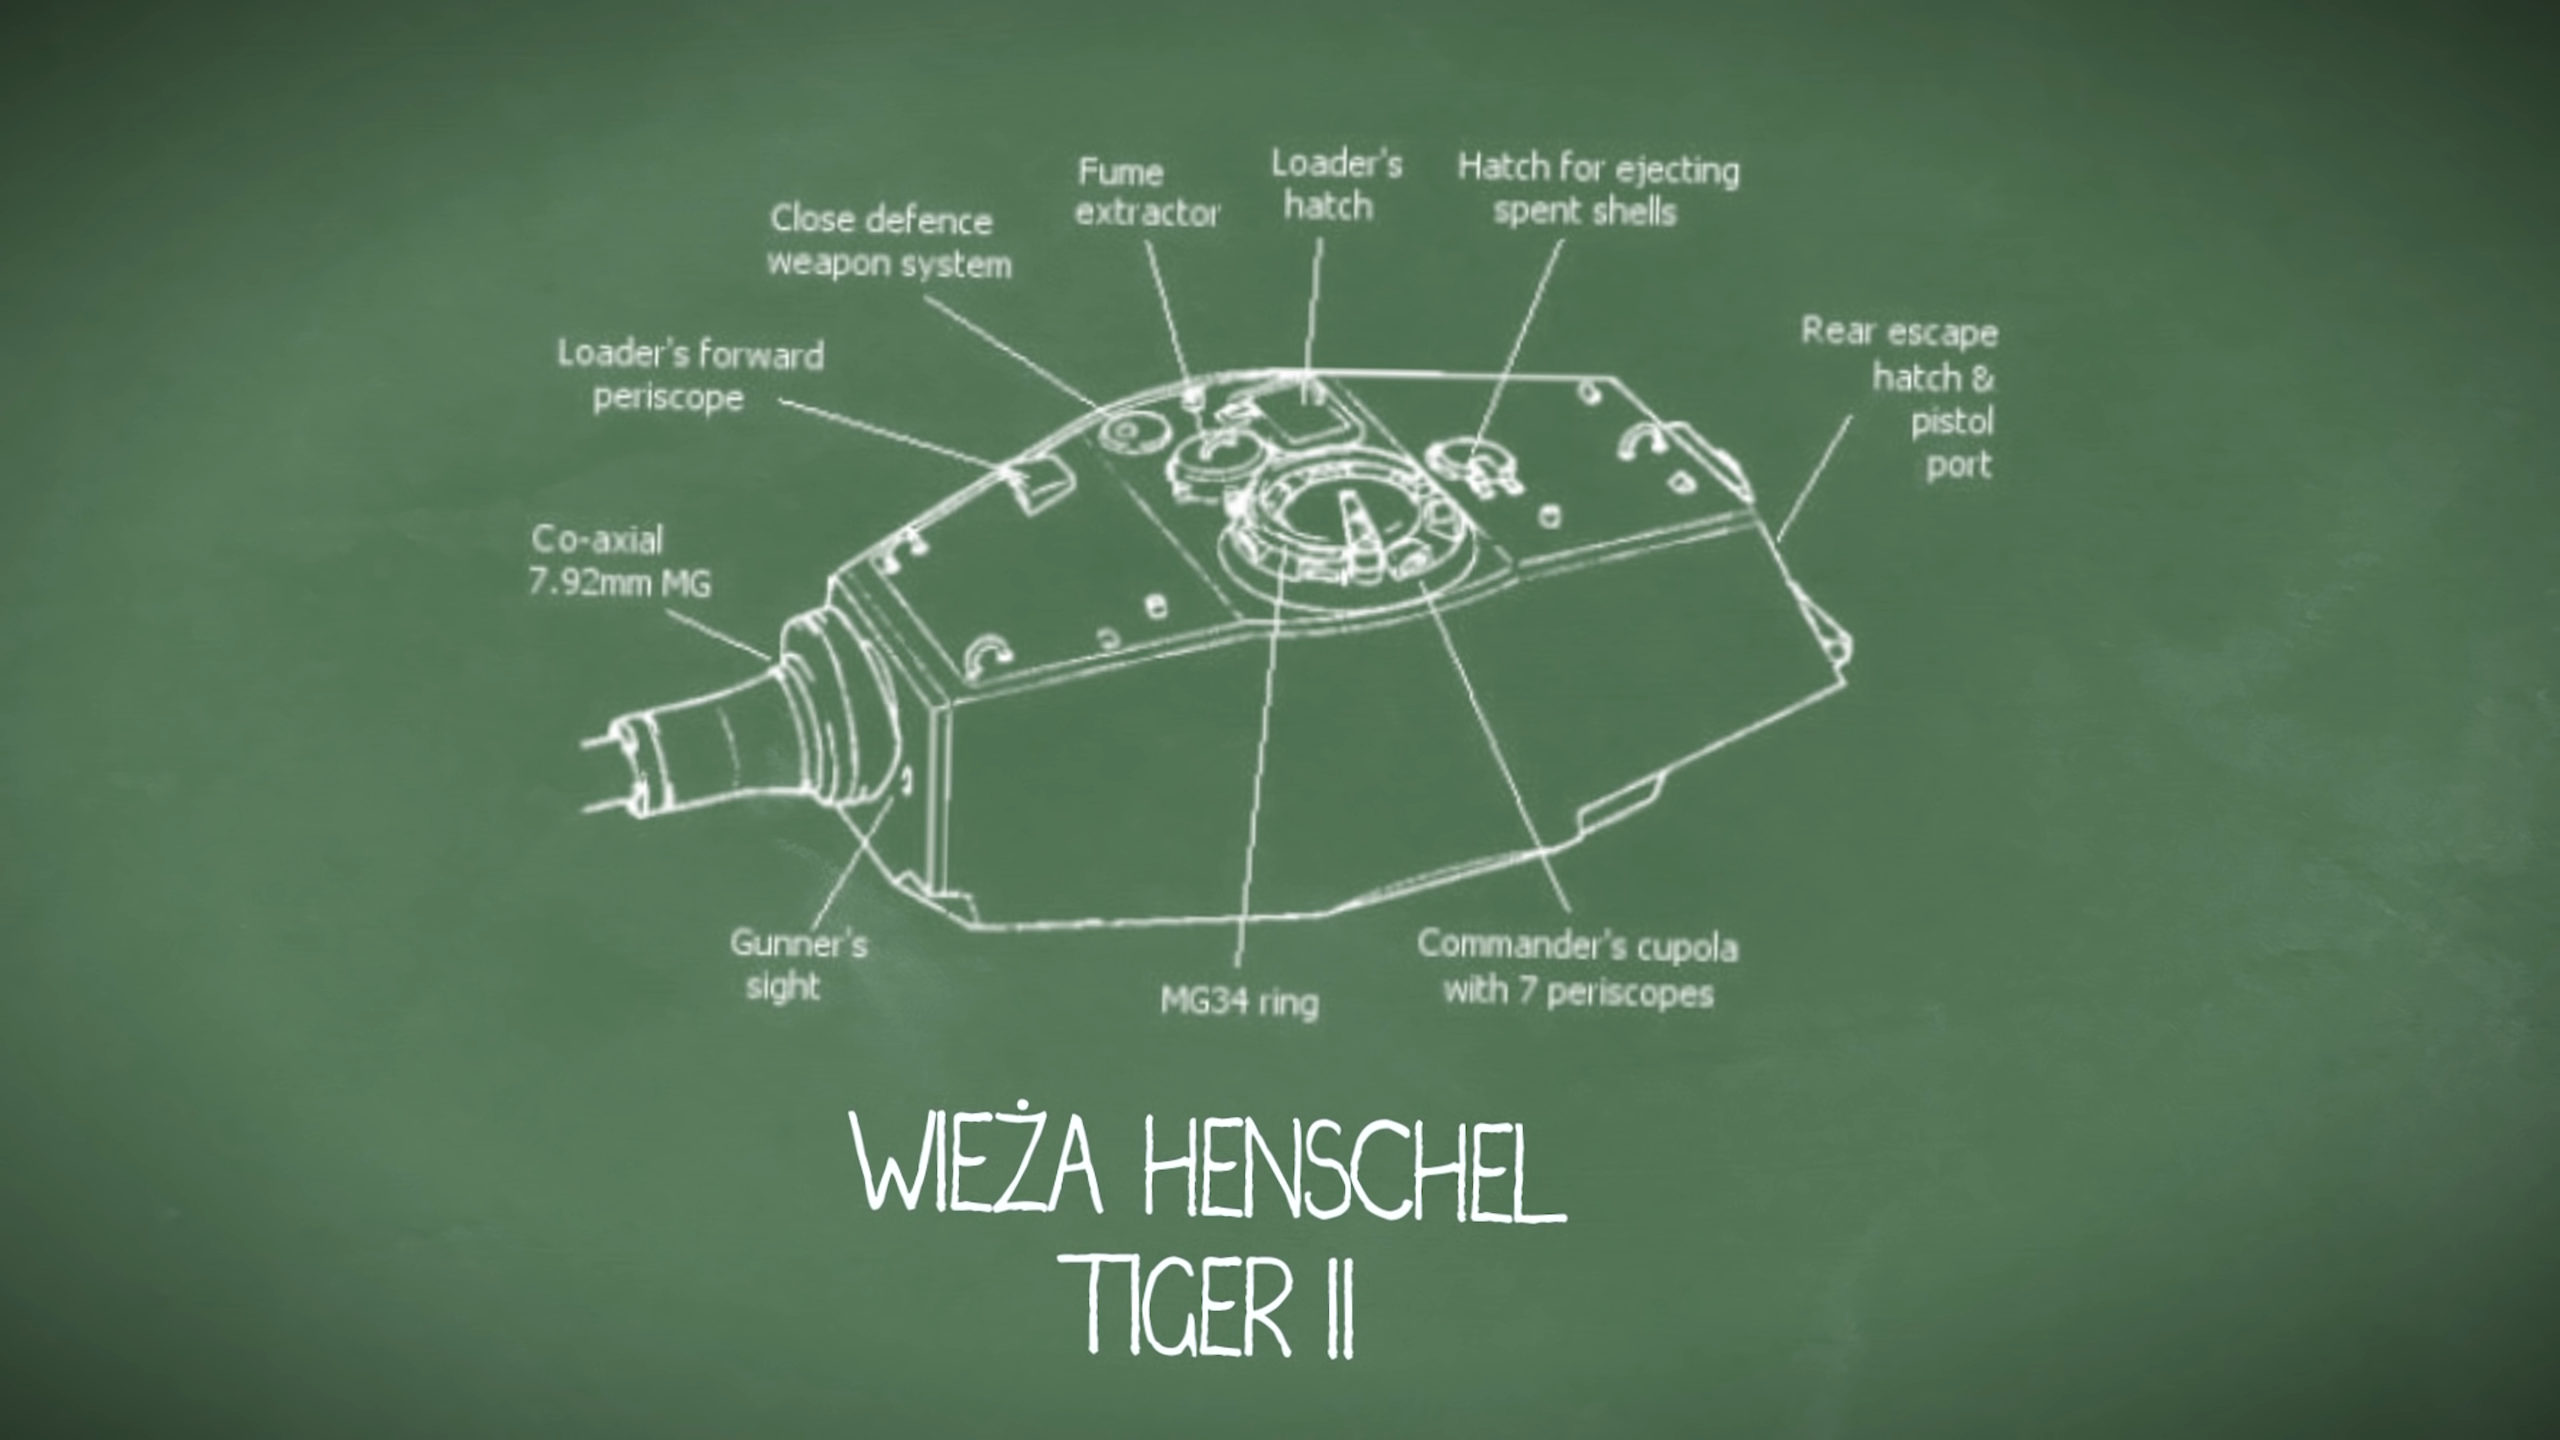 Fume
extractor
Loader's
hatch
Hatch for ejecting
spent shells
Close defence
weapon system
Rear escape
hatch &
pistol
port
Loader's forward
periscope
Co-axial
7.92mm MG
Gunner's
sight
MG34 ring
Commander's cupola
with 7 periscopes
WIEŻA HENSCHEL
TIGER II